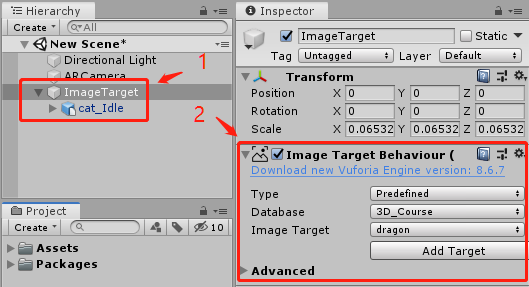 Hierarchy
Create
All
New Scene*
Directional Light
ARCamera
ImageTarget
cat_Idle
1
2
Project
Create
10
Assets
Packages
Inspector
ImageTarget
Static
Tag Untagged Layer Default
Transform
Position X 0 Y 0 Z 0
Rotation X 0 Y 0 Z 0
Scale X 0.06532 Y 0.06532 Z 0.06532
Image Target Behaviour (
Download new Vuforia Engine version: 8.6.7
Type Predefined
Database 3D_Course
Image Target dragon
Add Target
Advanced